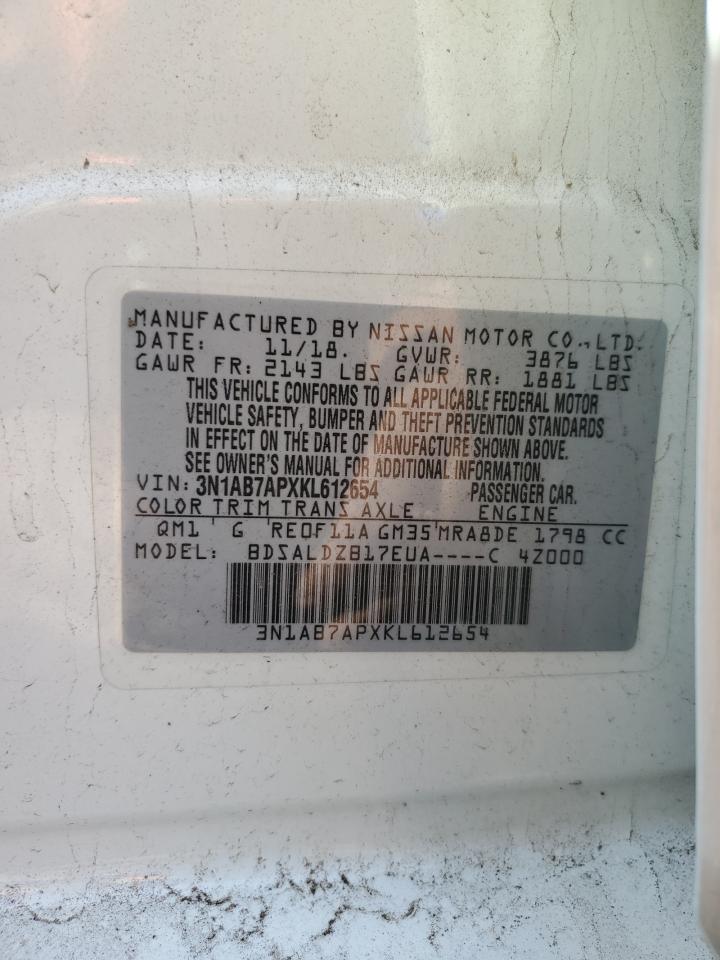 MANUFACTURED BY NISSAN MOTOR CO., LTD.
DATE: 11/18. GVWR: 3876 LBS
GAWR FR: 2143 LBS GAWR RR: 1881 LBS
THIS VEHICLE CONFORMS TO ALL APPLICABLE FEDERAL MOTOR
VEHICLE SAFETY, BUMPER AND THEFT PREVENTION STANDARDS
IN EFFECT ON THE DATE OF MANUFACTURE SHOWN ABOVE.
SEE OWNER'S MANUAL FOR ADDITIONAL INFORMATION.
VIN: 3N1AB7APXKL612654 PASSENGER CAR.
COLOR TRIM TRANS AXLE ENGINE
QM1 G RE0F11A GM35 MRA8DE 1798 CC
MODEL: BDSALDZB17EUA----C 4Z000
3N1AB7APXKL612654